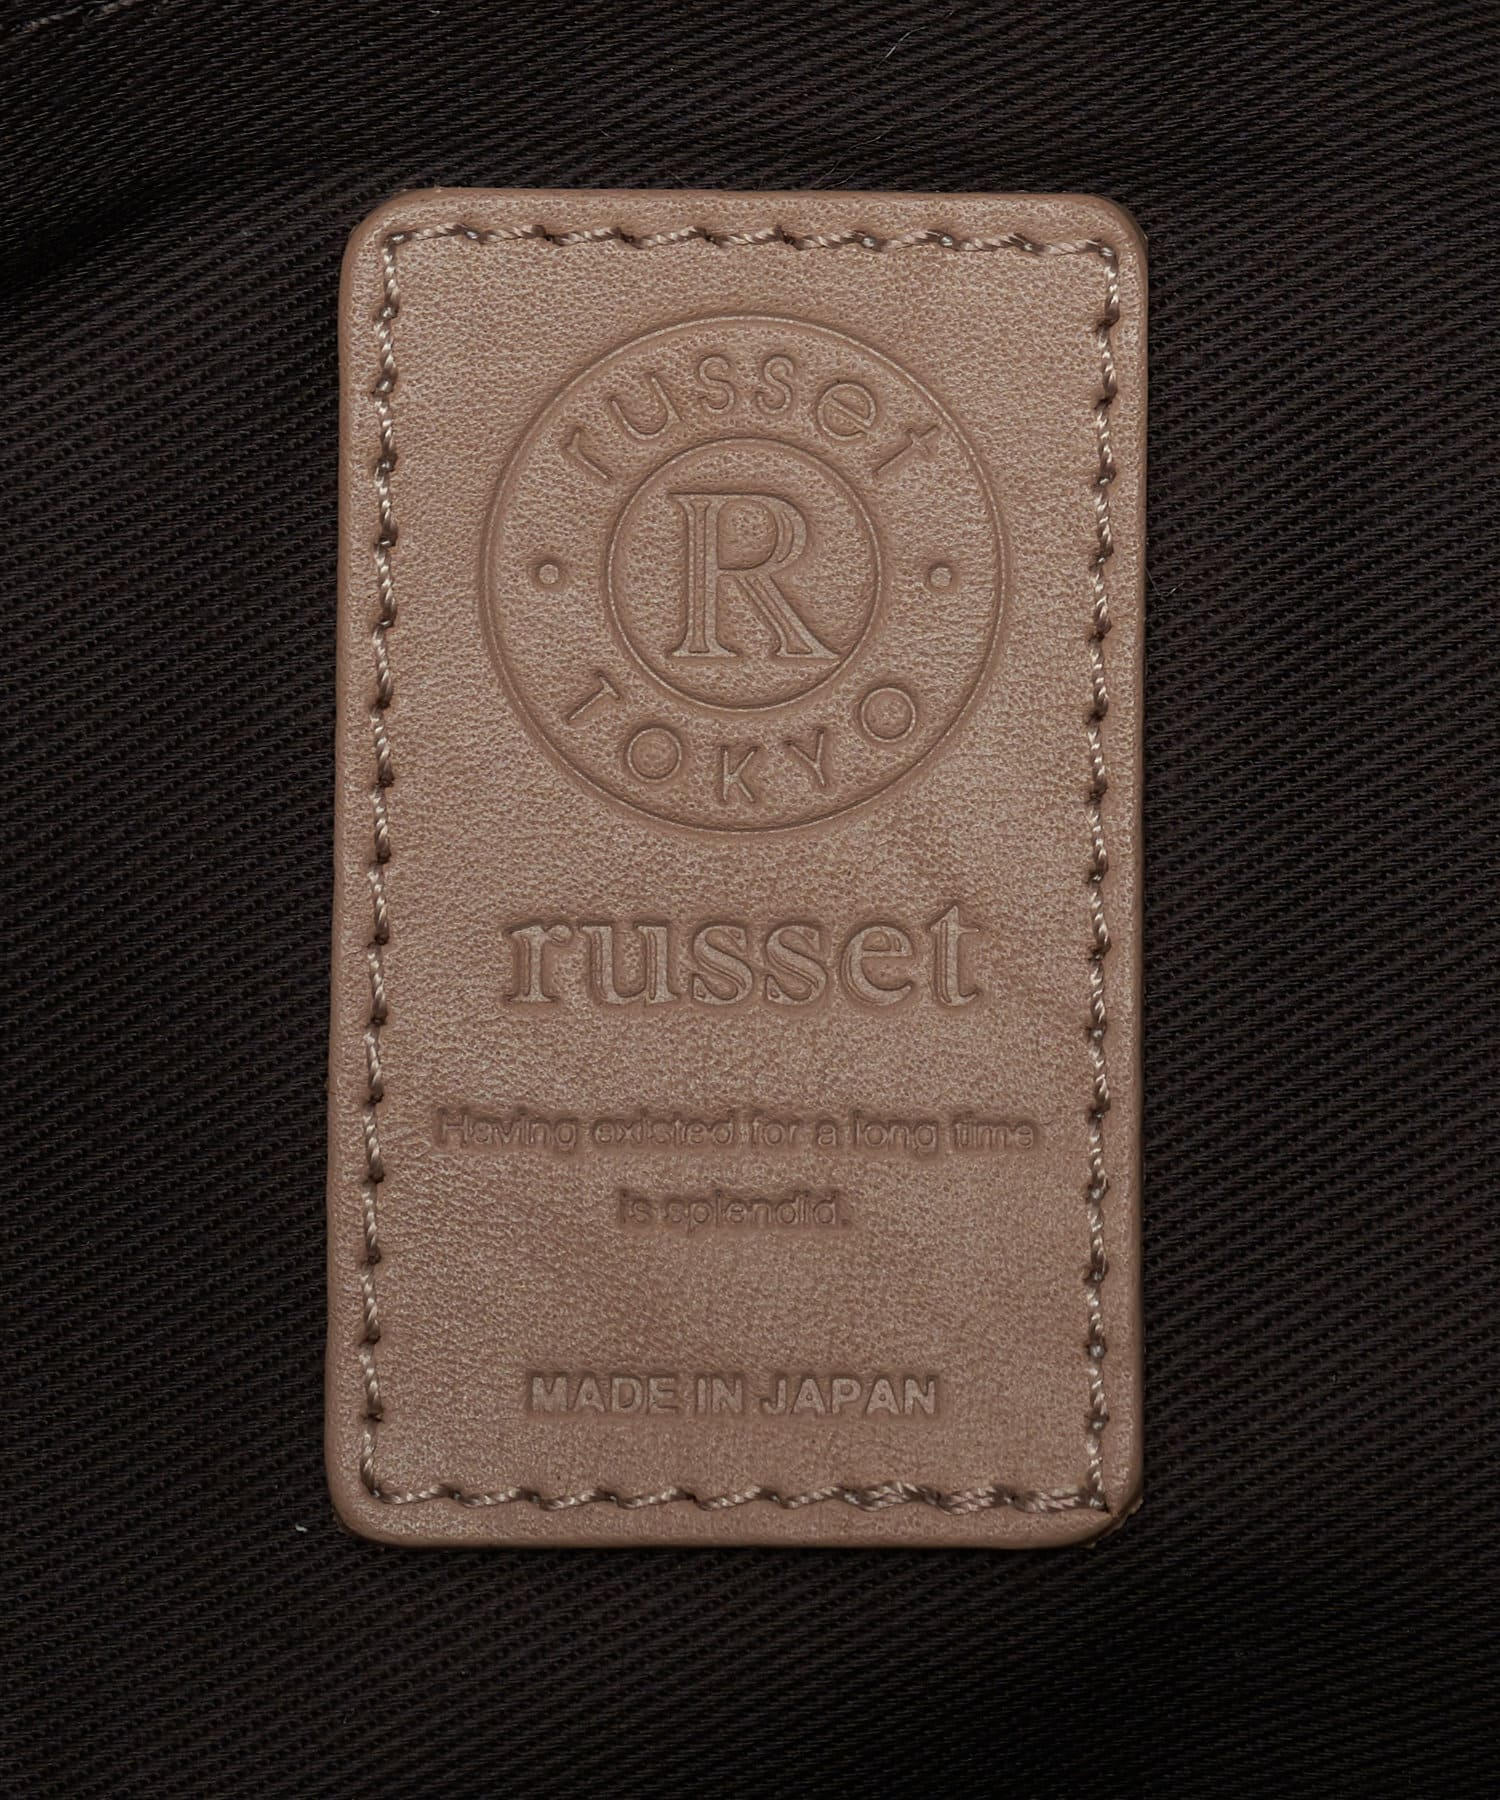 russet
R
TOKYO
russet
Having existed for a long time
is splendid.
MADE IN JAPAN